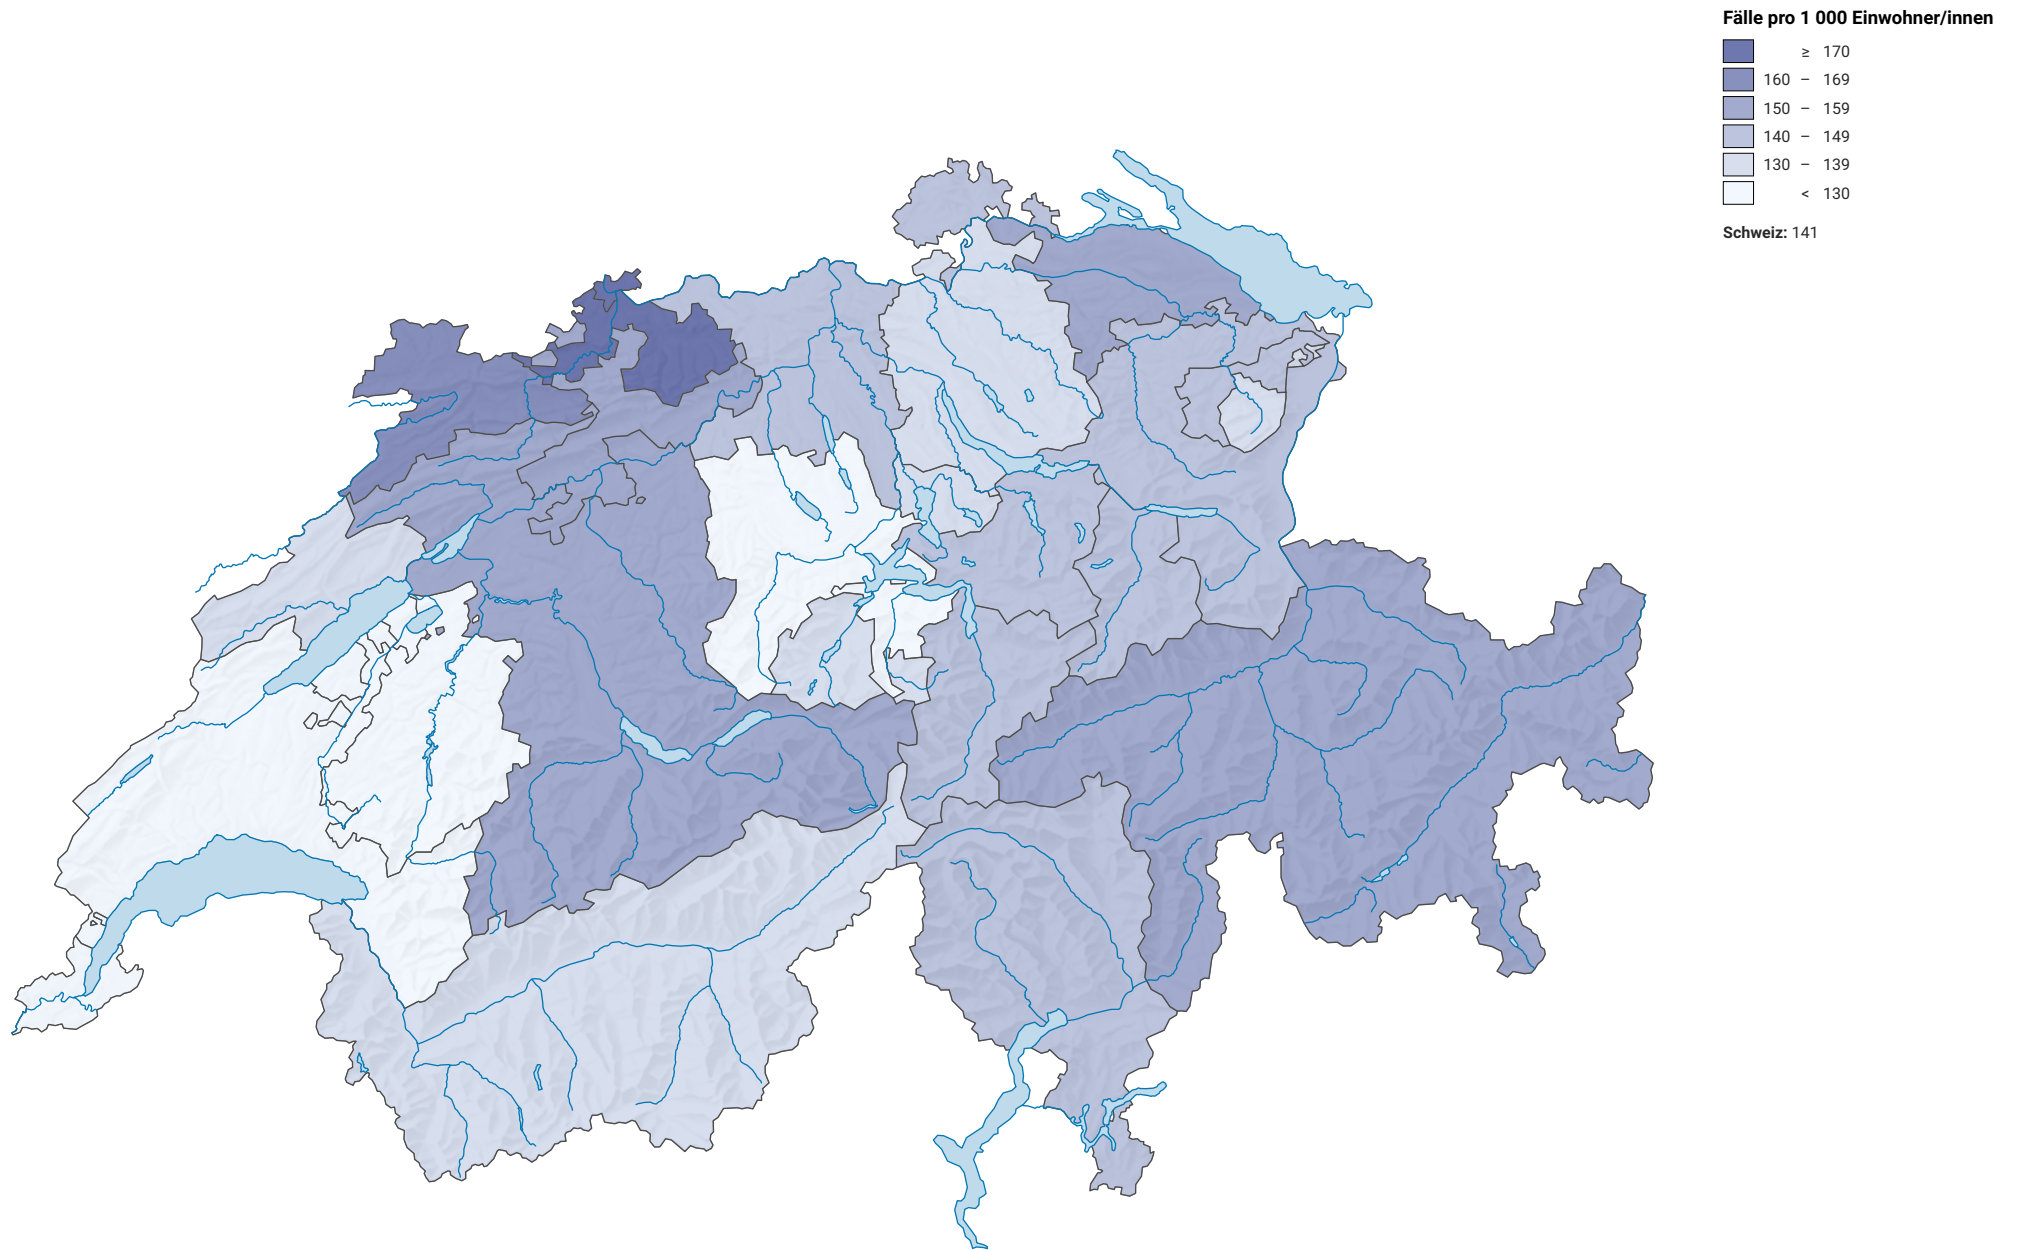 Fälle pro 1 000 Einwohner/innen
≥ 170
160 – 169
150 – 159
140 – 149
130 – 139
< 130
Schweiz: 141